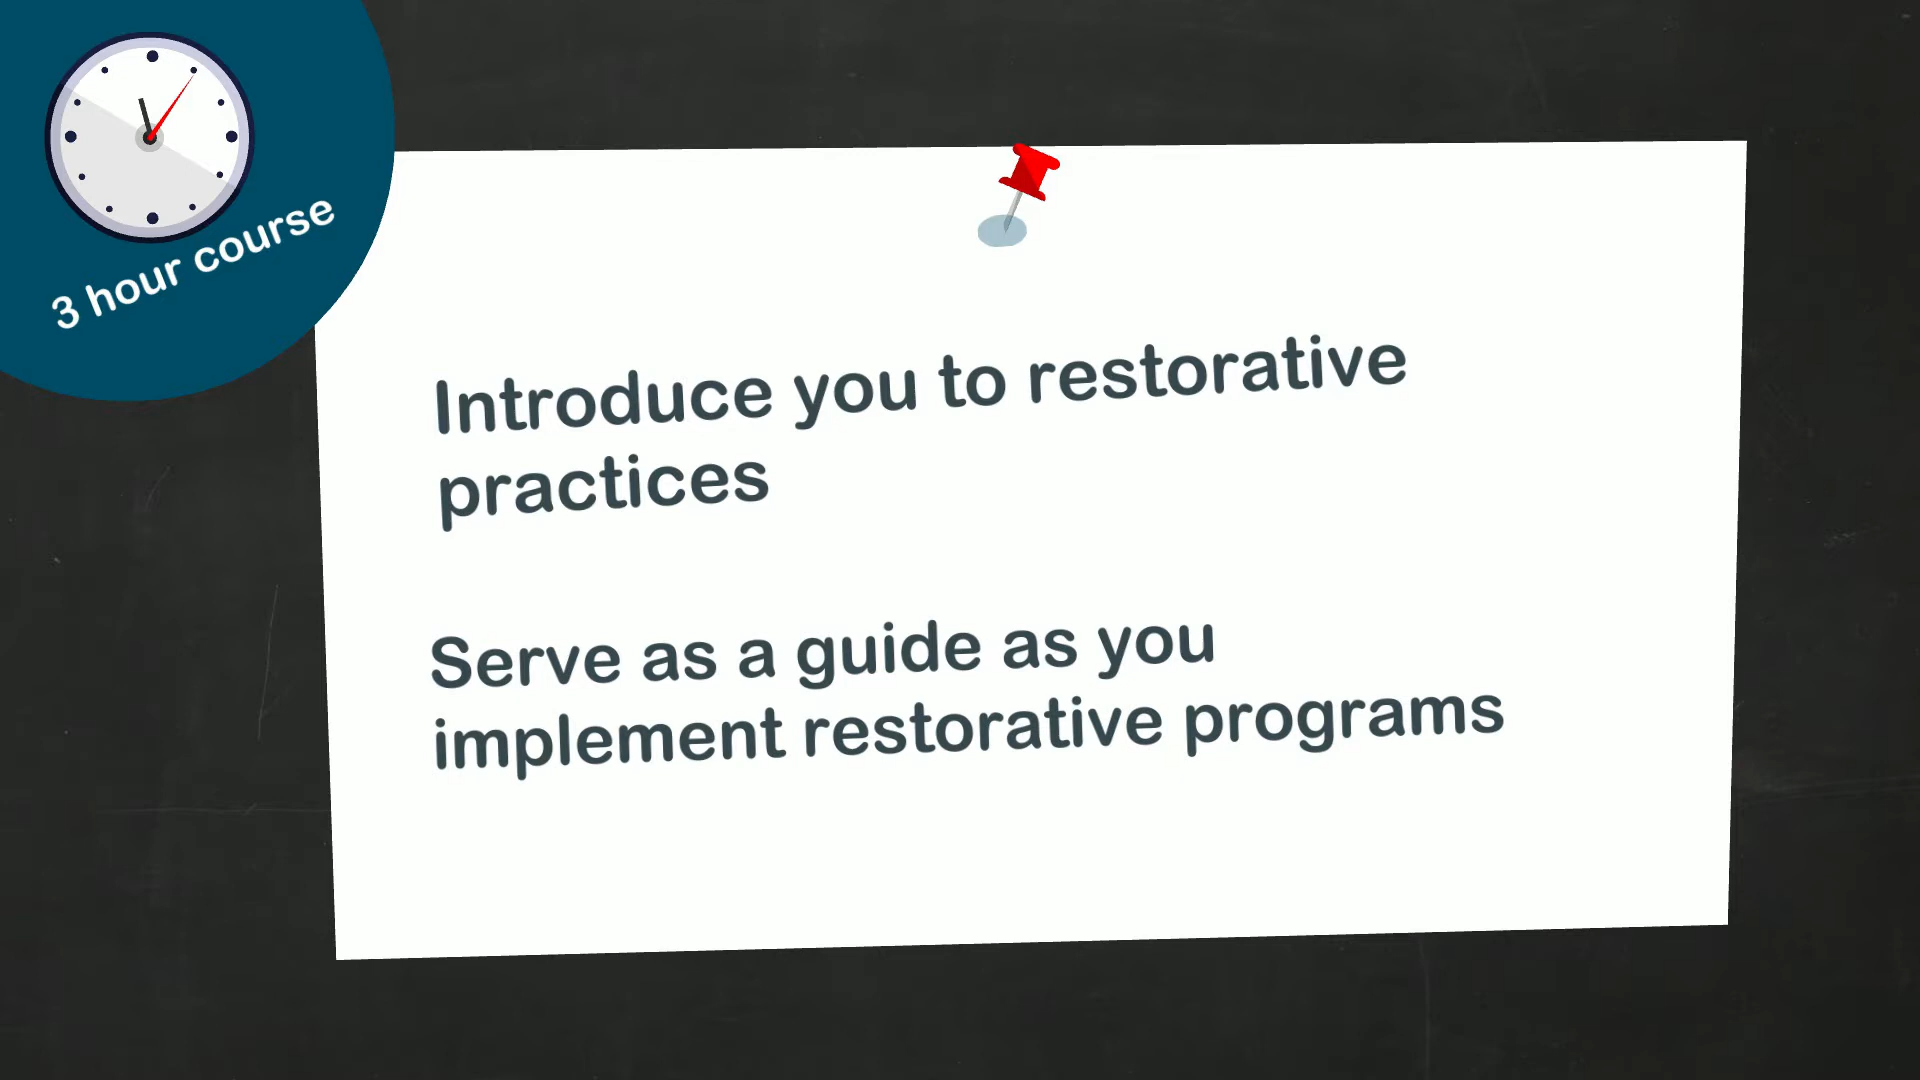 3 hour course
Introduce you to restorative
practices
Serve as a guide as you
implement restorative programs